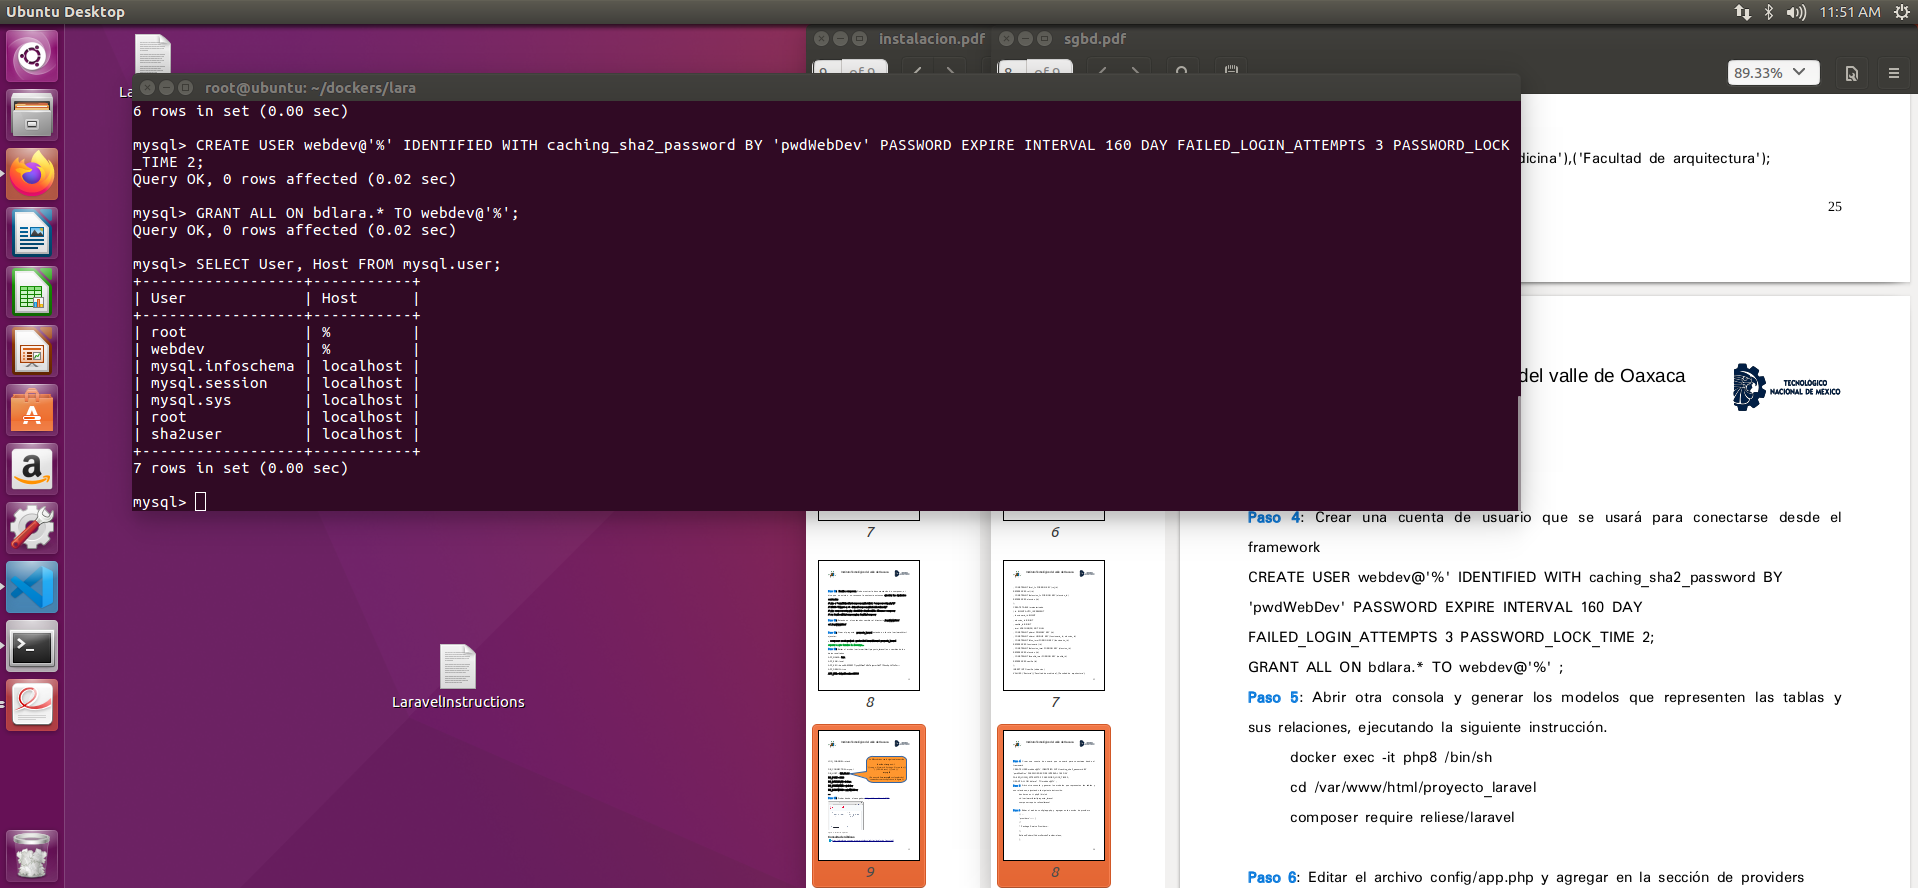 Ubuntu Desktop
11:51 AM
instalacion.pdf
sgbd.pdf
of 9
of 9
89.33%
root@ubuntu: ~/dockers/lara
6 rows in set (0.00 sec)
mysql> CREATE USER webdev@'%' IDENTIFIED WITH caching_sha2_password BY 'pwdWebDev' PASSWORD EXPIRE INTERVAL 160 DAY FAILED_LOGIN_ATTEMPTS 3 PASSWORD_LOCK
_TIME 2;
Query OK, 0 rows affected (0.02 sec)
mysql> GRANT ALL ON bdlara.* TO webdev@'%';
Query OK, 0 rows affected (0.02 sec)
mysql> SELECT User, Host FROM mysql.user;
+------------------+-----------+
| User             | Host      |
+------------------+-----------+
| root             | %         |
| webdev           | %         |
| mysql.infoschema | localhost |
| mysql.session    | localhost |
| mysql.sys        | localhost |
| root             | localhost |
| sha2user         | localhost |
+------------------+-----------+
7 rows in set (0.00 sec)
mysql>
dicina'),('Facultad de arquitectura');
25
del valle de Oaxaca
TECNOLÓGICO
NACIONAL DE MÉXICO
Paso 4: Crear una cuenta de usuario que se usará para conectarse desde el
framework
CREATE USER webdev@'%' IDENTIFIED WITH caching_sha2_password BY
'pwdWebDev' PASSWORD EXPIRE INTERVAL 160 DAY
FAILED_LOGIN_ATTEMPTS 3 PASSWORD_LOCK_TIME 2;
GRANT ALL ON bdlara.* TO webdev@'%' ;
Paso 5: Abrir otra consola y generar los modelos que representen las tablas y
sus relaciones, ejecutando la siguiente instrucción.
docker exec -it php8 /bin/sh
cd /var/www/html/proyecto_laravel
composer require reliese/laravel
Paso 6: Editar el archivo config/app.php y agregar en la sección de providers
7
6
8
7
9
8
LaravelInstructions
La